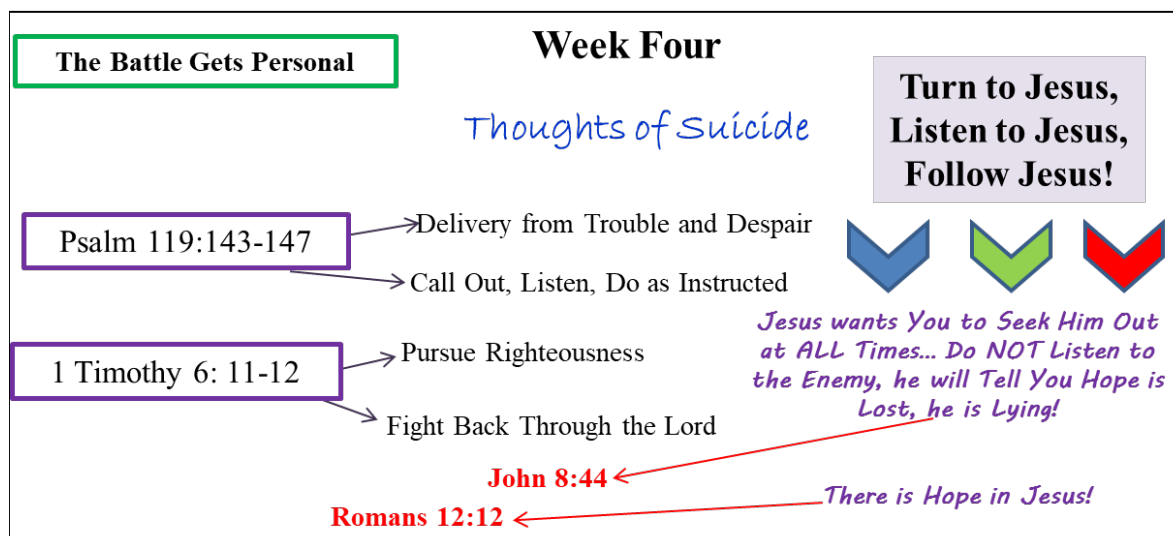 The Battle Gets Personal
Week Four
Thoughts of Suicide
Turn to Jesus,
Listen to Jesus,
Follow Jesus!
Psalm 119:143-147
Delivery from Trouble and Despair
Call Out, Listen, Do as Instructed
1 Timothy 6: 11-12
Pursue Righteousness
Fight Back Through the Lord
Jesus wants You to Seek Him Out
at ALL Times... Do NOT Listen to
the Enemy, he will Tell You Hope is
Lost, he is Lying!
John 8:44
There is Hope in Jesus!
Romans 12:12